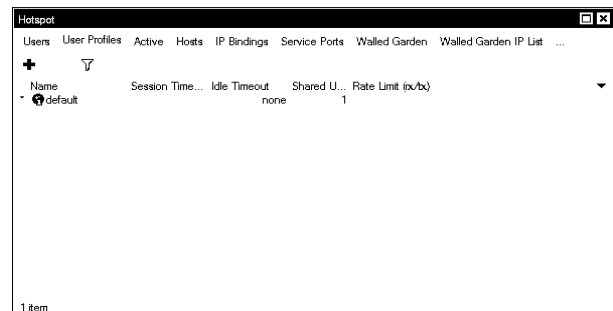 Hotspot
Users User Profiles Active Hosts IP Bindings Service Ports Walled Garden Walled Garden IP List ...
Name Session Time... Idle Timeout Shared U... Rate Limit (rx/tx)
* default none 1
1 item